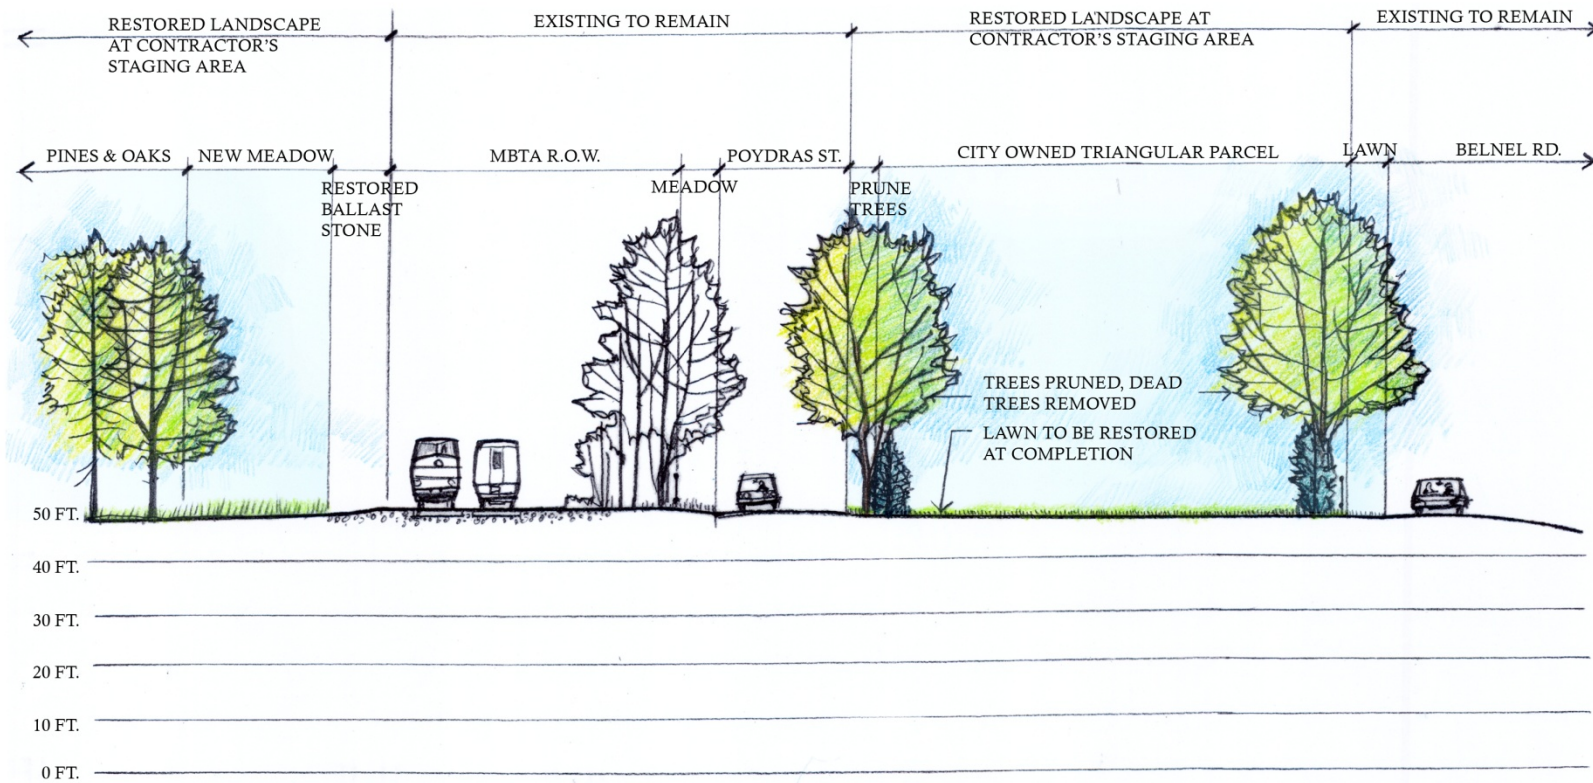 RESTORED LANDSCAPE
AT CONTRACTOR'S
STAGING AREA
EXISTING TO REMAIN
RESTORED LANDSCAPE AT
CONTRACTOR'S STAGING AREA
EXISTING TO REMAIN
PINES & OAKS
NEW MEADOW
RESTORED
BALLAST
STONE
MBTA R.O.W.
MEADOW
POYDRAS ST.
PRUNE
TREES
CITY OWNED TRIANGULAR PARCEL
LAWN
BELNEL RD.
TREES PRUNED, DEAD
TREES REMOVED
LAWN TO BE RESTORED
AT COMPLETION
50 FT.
40 FT.
30 FT.
20 FT.
10 FT.
0 FT.